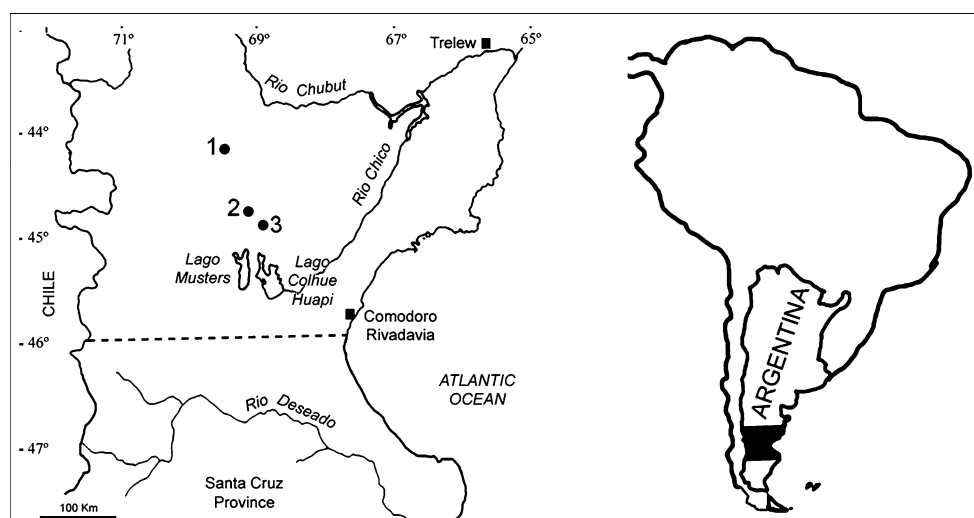 71°
69°
67°
65°
Trelew
Rio Chubut
44°
1
Rio Chico
2
3
45°
Lago
Musters
Lago
Colhue
Huapi
CHILE
Comodoro
Rivadavia
46°
ATLANTIC
OCEAN
Rio Deseado
47°
Santa Cruz
Province
100 Km
ARGENTINA